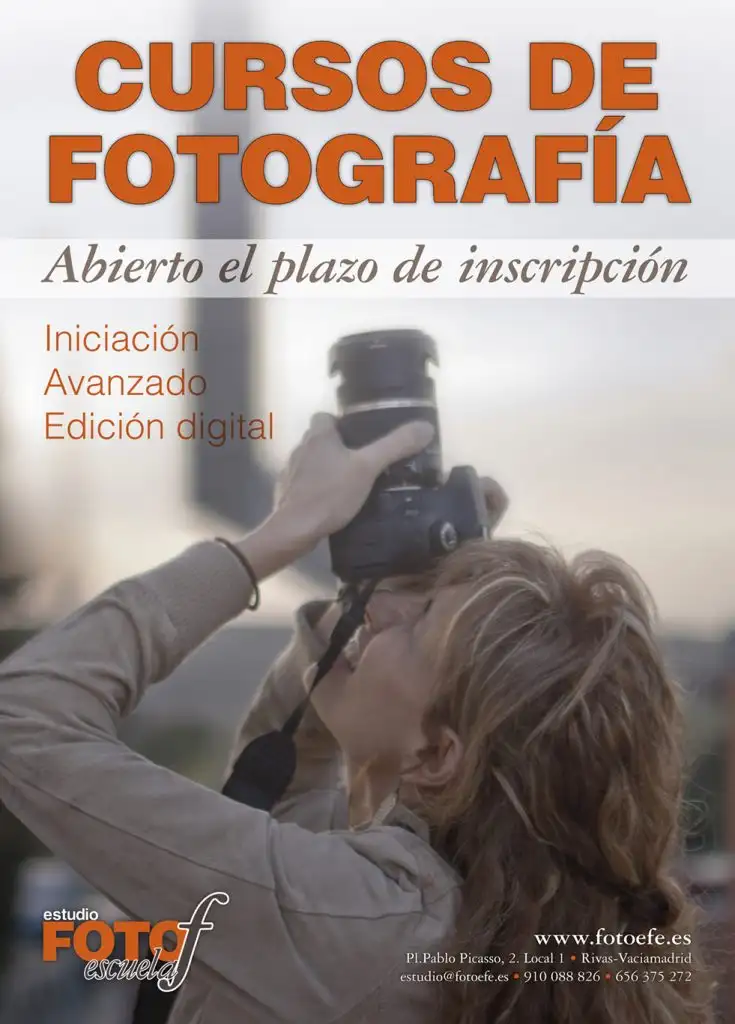 CURSOS DE
FOTOGRAFÍA
Abierto el plazo de inscripción
Iniciación
Avanzado
Edición digital
estudio
FOTOf
escuela
www.fotoefe.es
Pl.Pablo Picasso, 2. Local 1 • Rivas-Vaciamadrid
estudio@fotoefe.es • 910 088 826 • 656 375 272